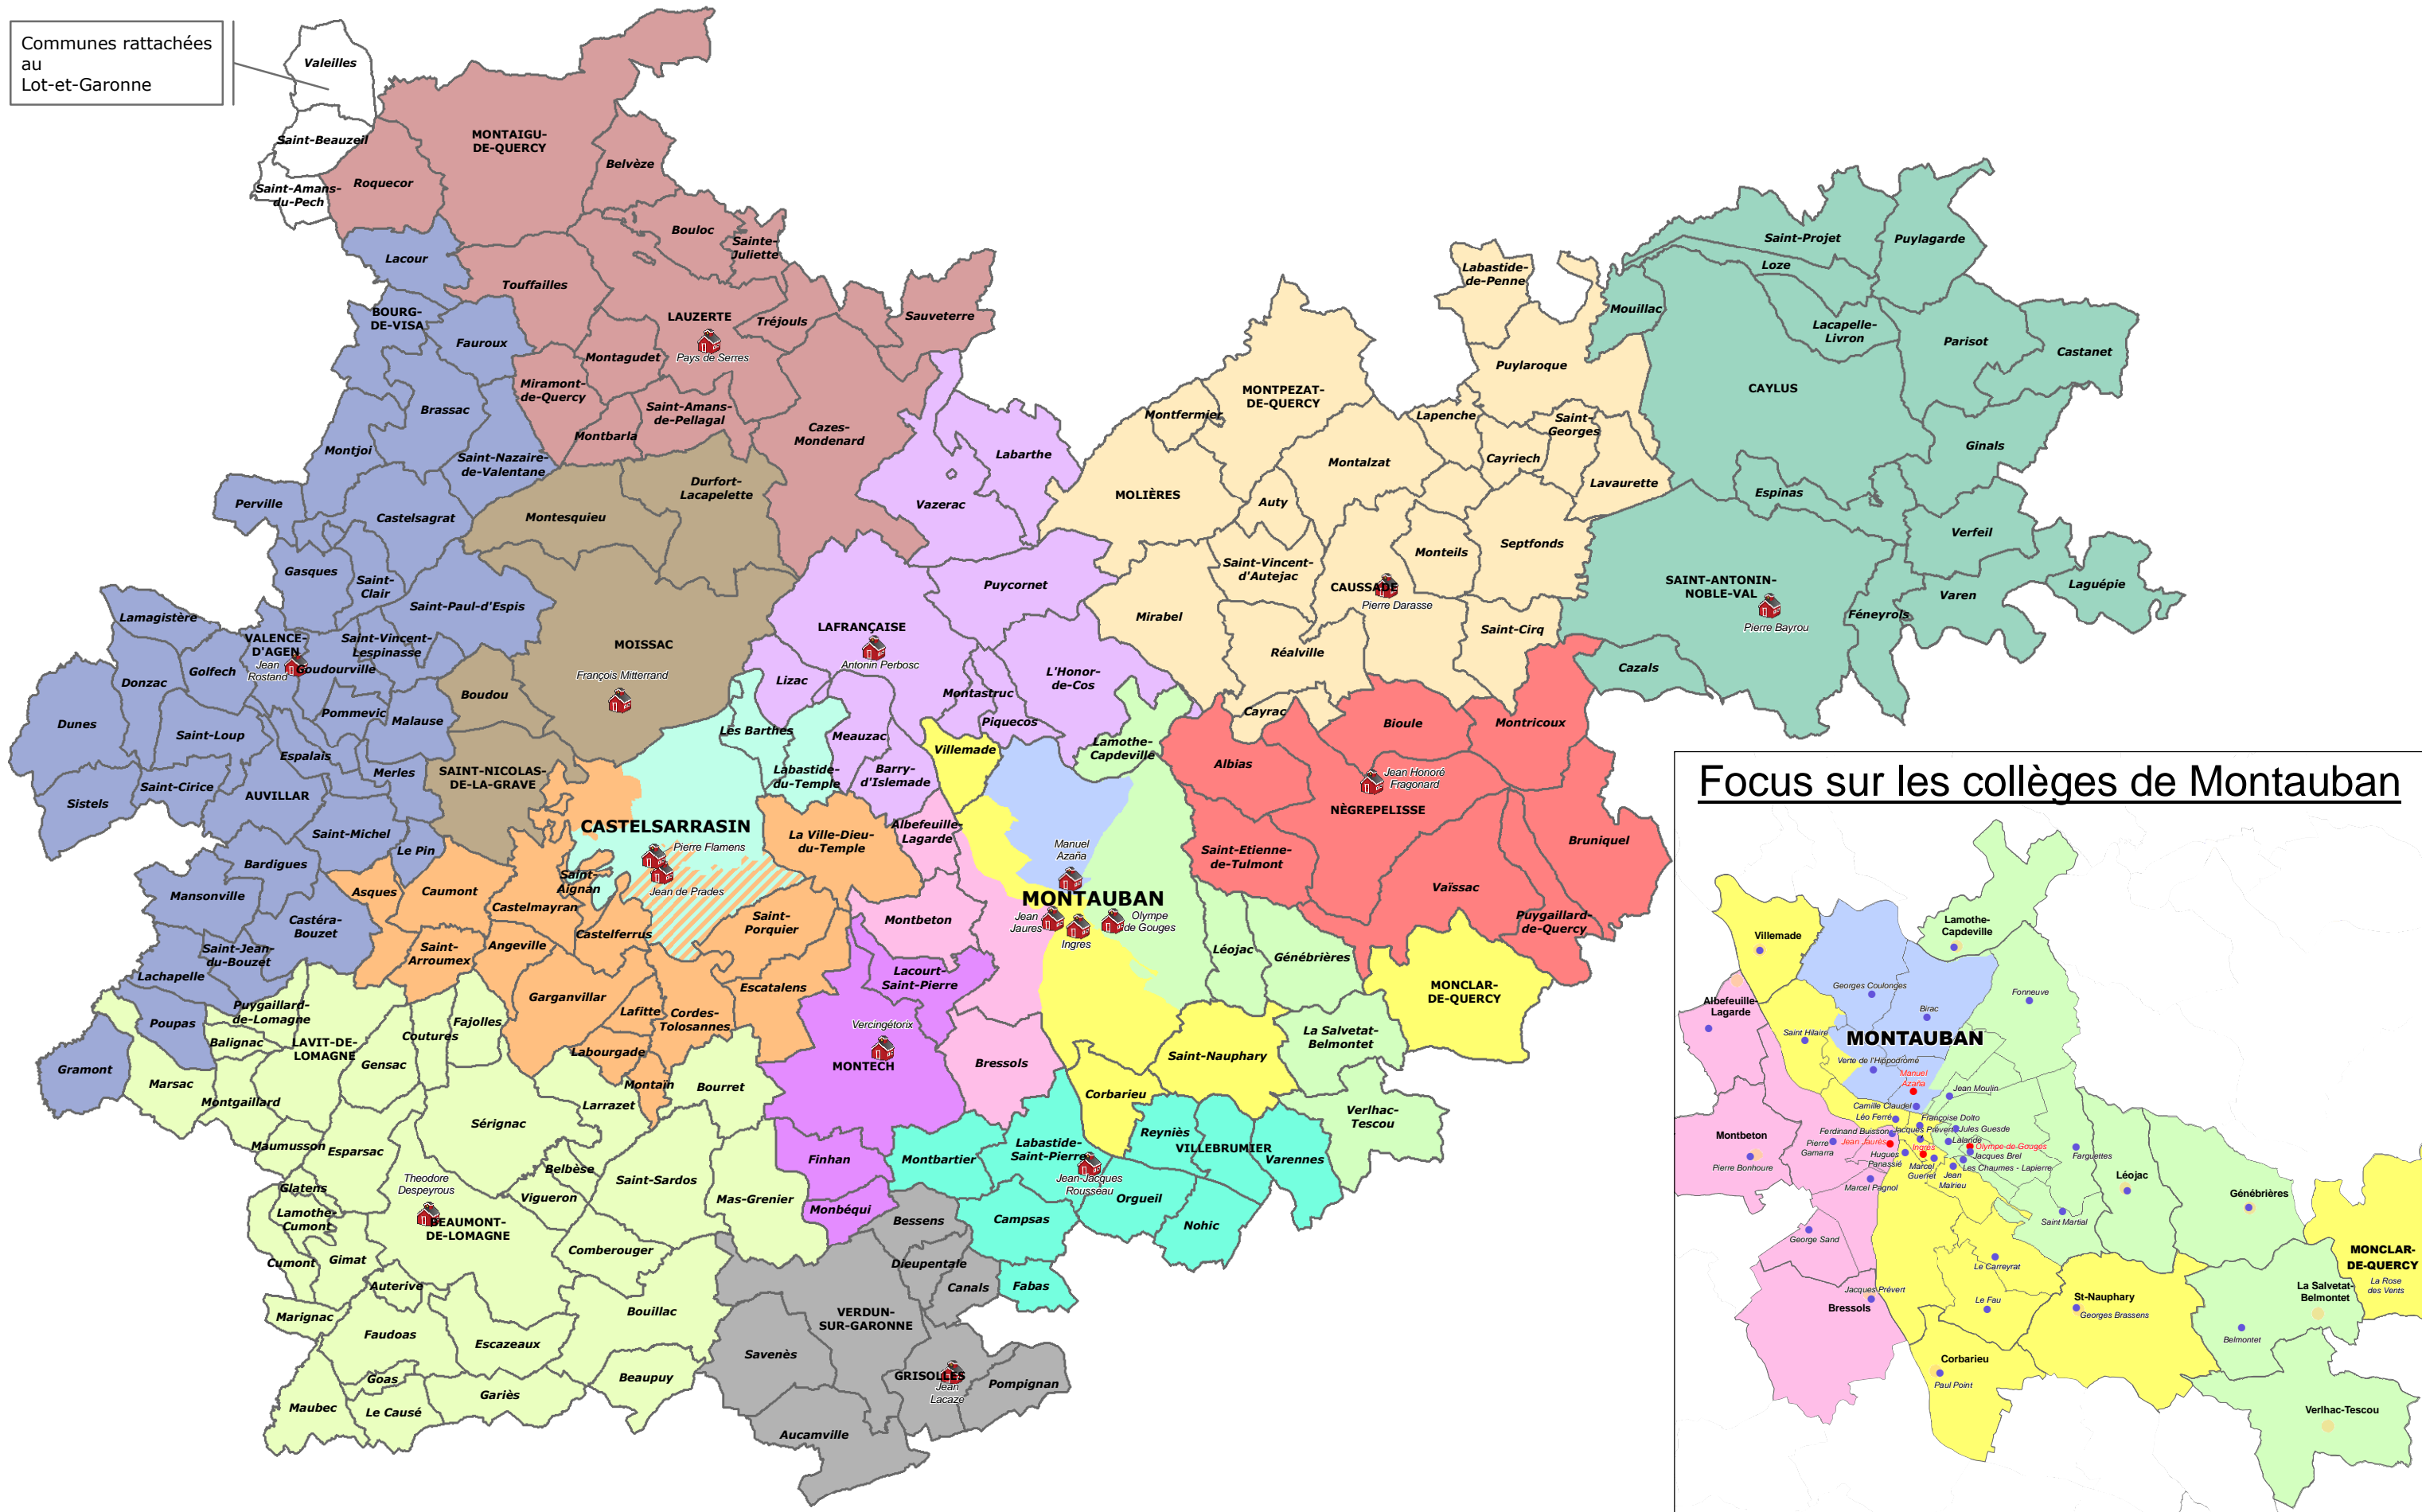 Communes rattachées
au
Lot-et-Garonne
Valeilles
Saint-Beauzeil
Saint-Amans-
du-Pech
Roquecor
MONTAIGU-
DE-QUERCY
Belvèze
Bouloc
Sainte-
Juliette
Lacour
Touffailles
BOURG-
DE-VISA
Fauroux
LAUZERTE
Pays de Serres
Tréjouls
Sauveterre
Montagudet
Miramont-
de-Quercy
Brassac
Saint-Amans-
de-Pellagal
Montbarla
Cazes-
Mondenard
Montjoi
Saint-Nazaire-
de-Valentane
Durfort-
Lacapelette
Perville
Castelsagrat
Montesquieu
Vazerac
Labarthe
Gasques
Saint-
Clair
Saint-Paul-d'Espis
Puycornet
Lamagistère
VALENCE-
D'AGEN
Jean
Rostand
Goudourville
Saint-Vincent-
Lespinasse
MOISSAC
François Mitterrand
LAFRANÇAISE
Antonin Perbosc
Lizac
Montastruc
L'Honor-
de-Cos
Piquecos
Donzac
Golfech
Pommevic
Malause
Boudou
Dunes
Saint-Loup
Espalais
Merles
Les Barthes
Labastide-
du-Temple
Meauzac
Barry-
d'Islemade
Villemade
Lamothe-
Capdeville
Sistels
Saint-Cirice
AUVILLAR
SAINT-NICOLAS-
DE-LA-GRAVE
Saint-Michel
Le Pin
CASTELSARRASIN
Pierre Flamens
Jean de Prades
La Ville-Dieu-
du-Temple
Albefeuille-
Lagarde
Bardigues
Mansonville
Castéra-
Bouzet
Asques
Caumont
Saint-
Aignan
Castelmayran
Castelferrus
Saint-
Porquier
Montbeton
Manuel
Azaña
MONTAUBAN
Jean
Jaures
Ingres
Olympe
de Gouges
Saint-Jean-
du-Bouzet
Lachapelle
Saint-
Arroumex
Angeville
Garganvillar
Lafitte
Cordes-
Tolosannes
Escatalens
Lacourt-
Saint-Pierre
Poupas
Puygaillard-
de-Lomagne
Balignac
LAVIT-DE-
LOMAGNE
Coutures
Fajolles
Gensac
Labourgade
Montaïn
Bourret
Vercingétorix
MONTECH
Bressols
Gramont
Marsac
Montgaillard
Larrazet
Sérignac
Maumusson
Esparsac
Belbèse
Vigueron
Saint-Sardos
Mas-Grenier
Finhan
Monbéqui
Glatens
Lamothe-
Cumont
Theodore
Despeyrous
BEAUMONT-
DE-LOMAGNE
Comberouger
Cumont
Gimat
Auterive
Bouillac
Marignac
Faudoas
Escazeaux
Goas
Gariès
Beaupuy
Maubec
Le Causé
Montbartier
Labastide-
Saint-Pierre
Jean-Jacques
Rousseau
Reyniès
VILLEBRUMIER
Varennes
Orgueil
Nohic
Campsas
Fabas
Bessens
Dieupentale
Canals
VERDUN-
SUR-GARONNE
Savenès
GRISOLLES
Jean
Lacaze
Pompignan
Aucamville
Corbarieu
Saint-Nauphary
La Salvetat-
Belmontet
Verlhac-
Tescou
Léojac
Génébrières
MONCLAR-
DE-QUERCY
Albias
Bioule
Montricoux
Jean Honoré
Fragonard
NÈGREPELISSE
Saint-Etienne-
de-Tulmont
Vaïssac
Bruniquel
Puygaillard-
de-Quercy
Labastide-
de-Penne
Puylaroque
MONTPEZAT-
DE-QUERCY
Montfermier
Lapenche
Saint-
Georges
Cayriech
Lavaurette
Montalzat
MOLIÈRES
Auty
Saint-Vincent-
d'Autejac
Monteils
Septfonds
CAUSSADE
Pierre Darasse
Mirabel
Réalville
Saint-Cirq
Cayrac
Saint-Projet
Puylagarde
Loze
Mouillac
Lacapelle-
Livron
Parisot
Castanet
CAYLUS
Ginals
Espinas
Verfeil
SAINT-ANTONIN-
NOBLE-VAL
Pierre Bayrou
Féneyrols
Varen
Laguépie
Cazals
Focus sur les collèges de Montauban
Lamothe-
Capdeville
Villemade
Georges Coulonges
Fonneuve
Birac
Albefeuille-
Lagarde
Saint Hilaire
MONTAUBAN
Verte de l'Hippodrome
Manuel
Azaña
Jean Moulin
Camille Claudel
Léo Ferré
Françoise Dolto
Ferdinand Buisson
Jacques Prévert
Jules Guesde
Montbeton
Pierre
Gamarra
Jean Jaurès
Lalande
Ingres
Olympe de Gouges
Jacques Brel
Hugues
Panassié
Les Chaumes - Lapierre
Farguettes
Pierre Bonhoure
Marcel
Guerret
Jean
Malrieu
Marcel Pagnol
Léojac
Génébrières
Saint Martial
George Sand
Le Carreyrat
MONCLAR-
DE-QUERCY
La Rose
des Vents
Jacques Prévert
Bressols
Le Fau
St-Nauphary
Georges Brassens
La Salvetat-
Belmontet
Belmontet
Corbarieu
Paul Point
Verlhac-Tescou